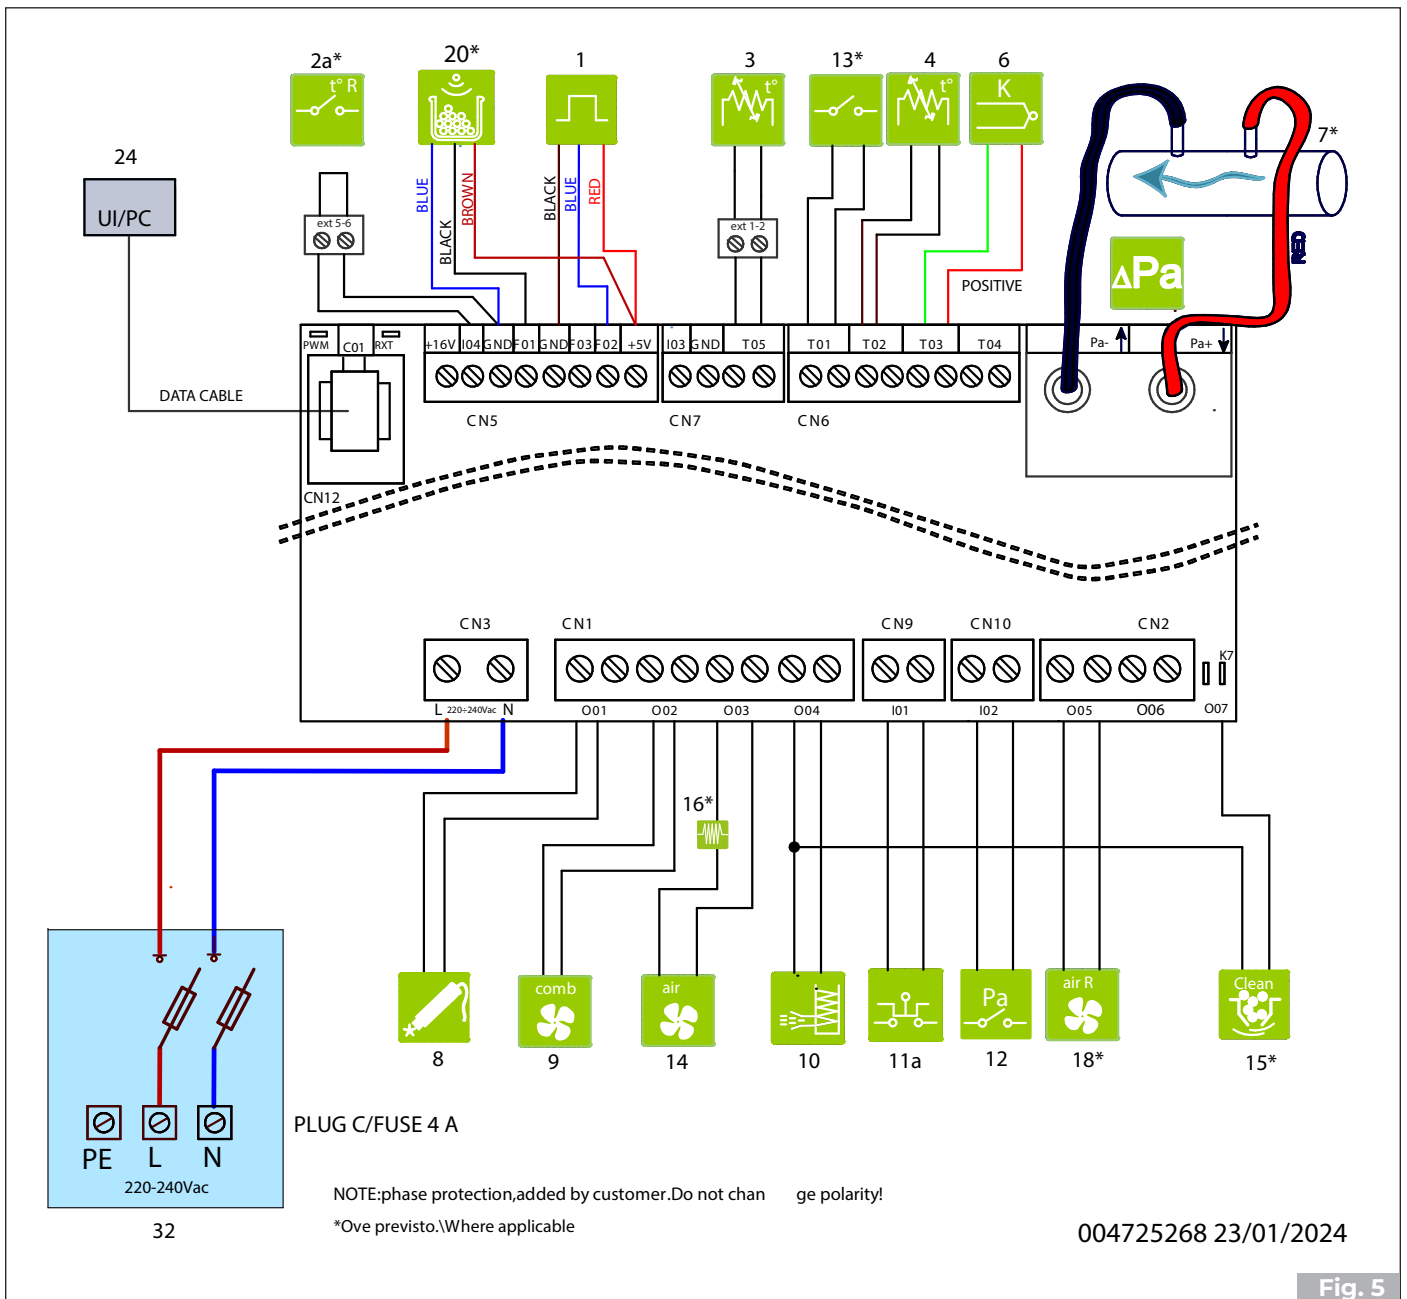 2a*
20*
1
3
13*
4
6
7*
t° R
t°
t°
K
24
UI/PC
BLUE
BLACK
BROWN
BLACK
BLUE
RED
ext 5-6
ext 1-2
POSITIVE
RED
ΔPa
PWM
C01
RXT
+16V
I04
GND
F01
GND
F03
F02
+5V
I03
GND
T05
T01
T02
T03
T04
Pa-
Pa+
DATA CABLE
CN5
CN7
CN6
CN12
CN3
CN1
CN9
CN10
CN2
K7
L
220÷240Vac
N
O01
O02
O03
O04
I01
I02
O05
O06
O07
16*
comb
air
Pa
air R
Clean
8
9
14
10
11a
12
18*
15*
PLUG C/FUSE 4 A
PE
L
N
220-240Vac
32
NOTE:phase protection,added by customer.Do not chan ge polarity!
*Ove previsto.\Where applicable
004725268 23/01/2024
Fig. 5